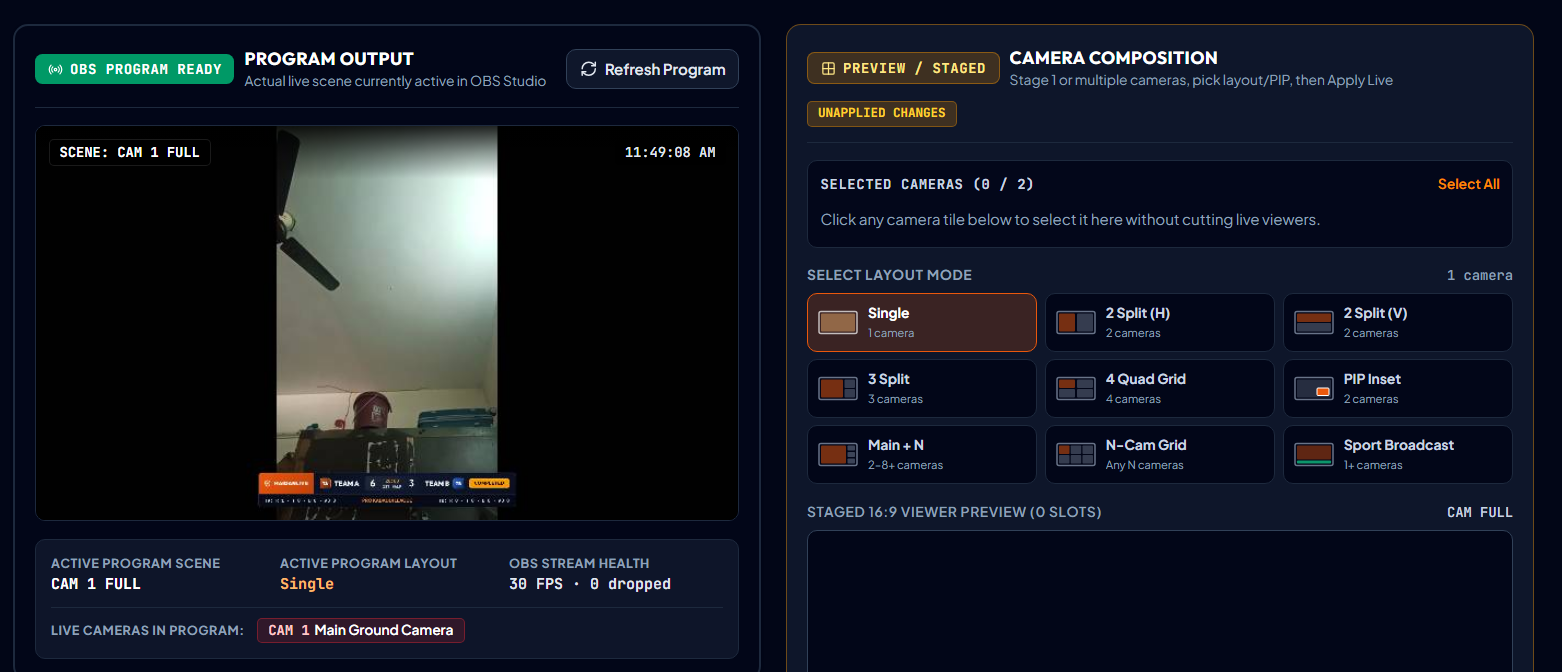 OBS PROGRAM READY
PROGRAM OUTPUT
Actual live scene currently active in OBS Studio
Refresh Program
SCENE: CAM 1 FULL
11:49:08 AM
TEAM A 6
3 TEAM B
COMPLETED
ACTIVE PROGRAM SCENE
CAM 1 FULL
ACTIVE PROGRAM LAYOUT
Single
OBS STREAM HEALTH
30 FPS · 0 dropped
LIVE CAMERAS IN PROGRAM:
CAM 1 Main Ground Camera
PREVIEW / STAGED
CAMERA COMPOSITION
Stage 1 or multiple cameras, pick layout/PIP, then Apply Live
UNAPPLIED CHANGES
SELECTED CAMERAS (0 / 2)
Select All
Click any camera tile below to select it here without cutting live viewers.
SELECT LAYOUT MODE
1 camera
Single
1 camera
2 Split (H)
2 cameras
2 Split (V)
2 cameras
3 Split
3 cameras
4 Quad Grid
4 cameras
PIP Inset
2 cameras
Main + N
2-8+ cameras
N-Cam Grid
Any N cameras
Sport Broadcast
1+ cameras
STAGED 16:9 VIEWER PREVIEW (0 SLOTS)
CAM FULL